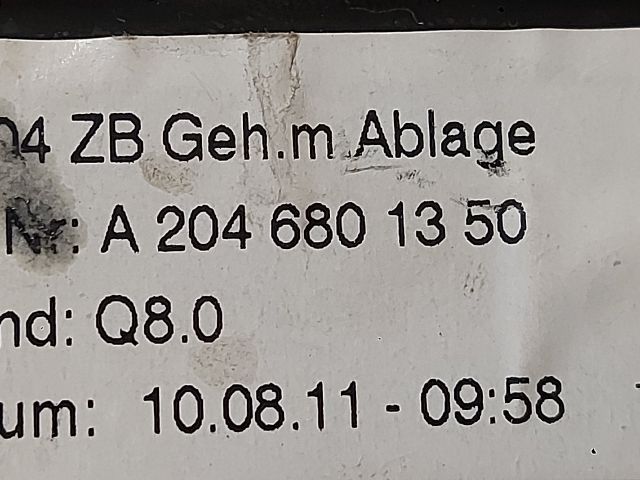 04 ZB Geh.m Ablage
Nr: A 204 680 13 50
nd: Q8.0
um: 10.08.11 - 09:58